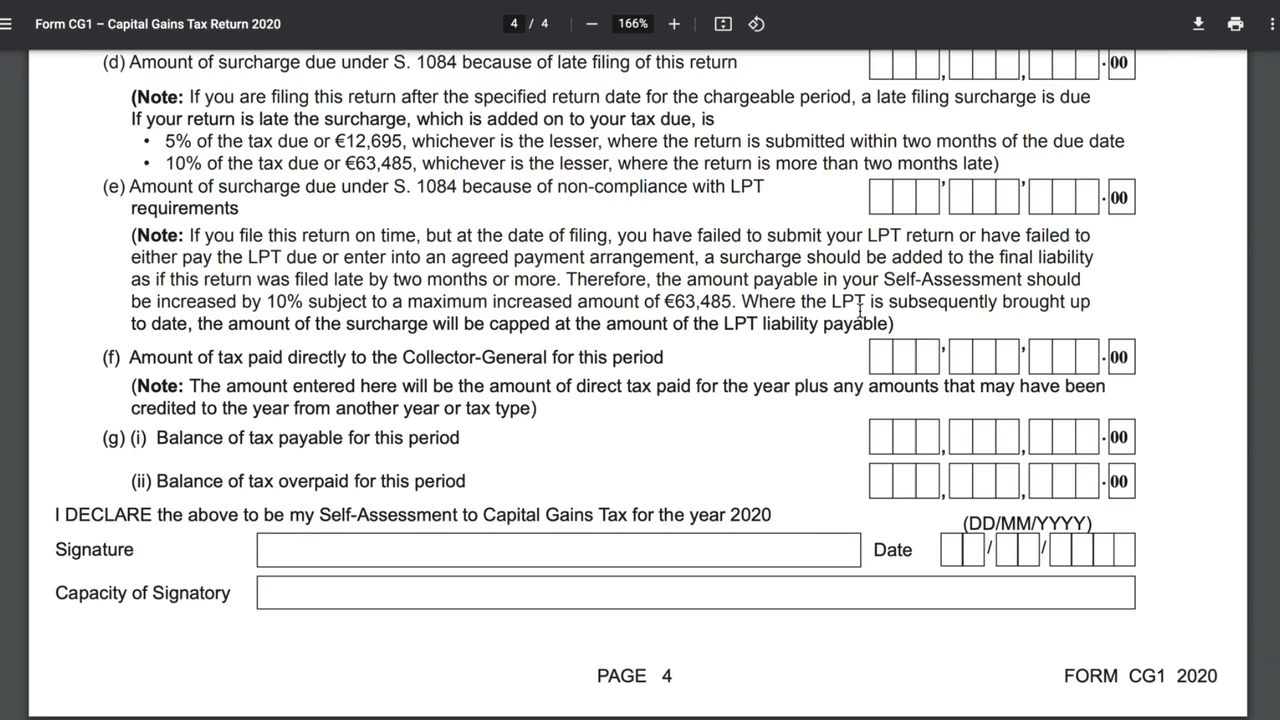 Form CG1 – Capital Gains Tax Return 2020
4 / 4
166%
(d) Amount of surcharge due under S. 1084 because of late filing of this return
, , .00
(Note: If you are filing this return after the specified return date for the chargeable period, a late filing surcharge is due
If your return is late the surcharge, which is added on to your tax due, is
• 5% of the tax due or €12,695, whichever is the lesser, where the return is submitted within two months of the due date
• 10% of the tax due or €63,485, whichever is the lesser, where the return is more than two months late)
(e) Amount of surcharge due under S. 1084 because of non-compliance with LPT
requirements
, , .00
(Note: If you file this return on time, but at the date of filing, you have failed to submit your LPT return or have failed to
either pay the LPT due or enter into an agreed payment arrangement, a surcharge should be added to the final liability
as if this return was filed late by two months or more. Therefore, the amount payable in your Self-Assessment should
be increased by 10% subject to a maximum increased amount of €63,485. Where the LPT is subsequently brought up
to date, the amount of the surcharge will be capped at the amount of the LPT liability payable)
(f) Amount of tax paid directly to the Collector-General for this period
, , .00
(Note: The amount entered here will be the amount of direct tax paid for the year plus any amounts that may have been
credited to the year from another year or tax type)
(g) (i) Balance of tax payable for this period
, , .00
(ii) Balance of tax overpaid for this period
, , .00
I DECLARE the above to be my Self-Assessment to Capital Gains Tax for the year 2020
(DD/MM/YYYY)
Signature
Date
/ /
Capacity of Signatory
PAGE 4
FORM CG1 2020